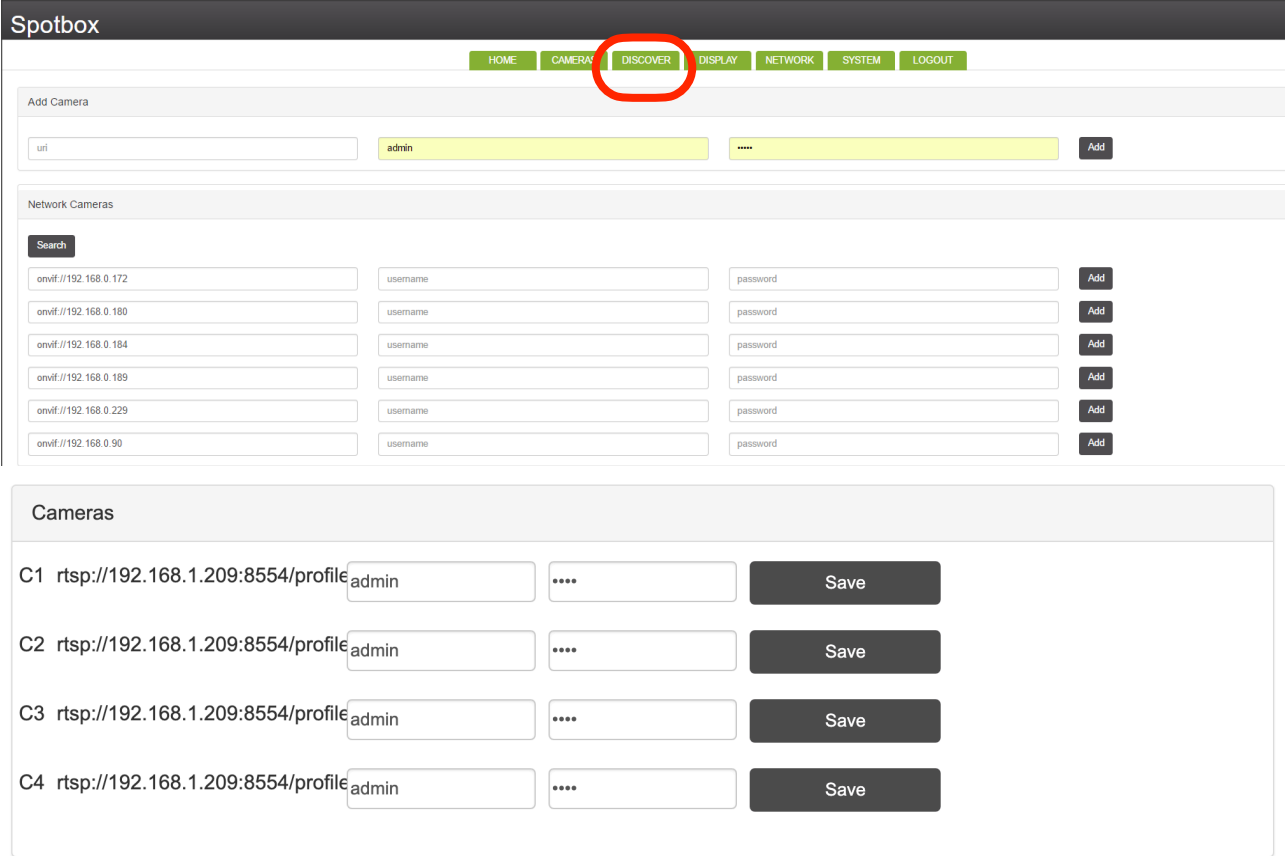 Spotbox
HOME CAMERAS DISCOVER DISPLAY NETWORK SYSTEM LOGOUT
Add Camera
uri admin ••••• Add
Network Cameras
Search
onvif://192.168.0.172 username password Add
onvif://192.168.0.180 username password Add
onvif://192.168.0.184 username password Add
onvif://192.168.0.189 username password Add
onvif://192.168.0.229 username password Add
onvif://192.168.0.90 username password Add
Cameras
C1 rtsp://192.168.1.209:8554/profile admin •••• Save
C2 rtsp://192.168.1.209:8554/profile admin •••• Save
C3 rtsp://192.168.1.209:8554/profile admin •••• Save
C4 rtsp://192.168.1.209:8554/profile admin •••• Save